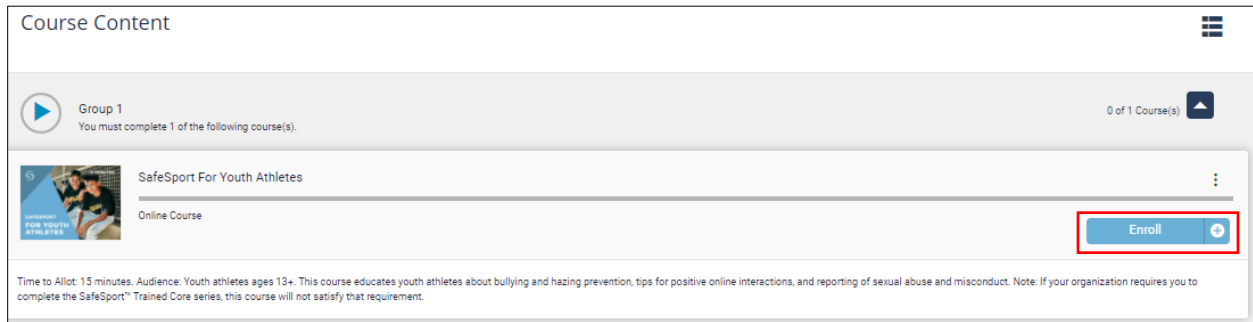 Course Content
Group 1
You must complete 1 of the following course(s).
0 of 1 Course(s)
SAFESPORT
FOR YOUTH
ATHLETES
SafeSport For Youth Athletes
Online Course
Enroll
Time to Allot: 15 minutes. Audience: Youth athletes ages 13+. This course educates youth athletes about bullying and hazing prevention, tips for positive online interactions, and reporting of sexual abuse and misconduct. Note: If your organization requires you to
complete the SafeSport™ Trained Core series, this course will not satisfy that requirement.